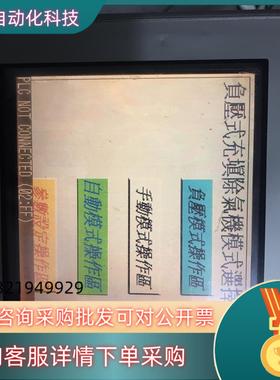 自动化科技
負壓式充填除氣機模式選
負壓模式操作區
手動模式操作區
自動模式操作區
參數設定操作
PLC NOT CONNECTED (02:FF)
21949929
咨询采购批发可对公开票
客服详情下单采购